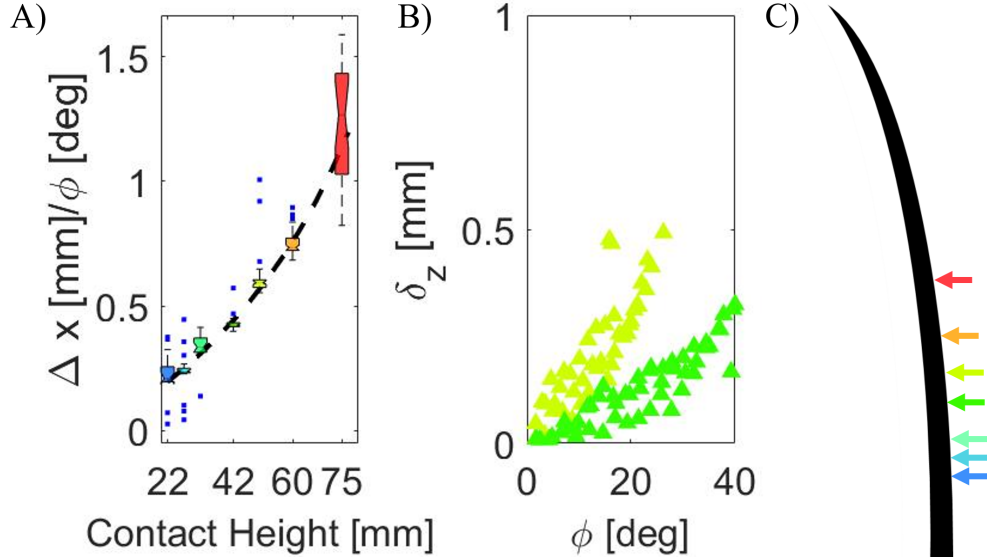 A)
Δ x [mm]/ϕ [deg]
1.5
1
0.5
0
22 42 60 75
Contact Height [mm]
B)
δz [mm]
1
0.5
0
0 20 40
ϕ [deg]
C)